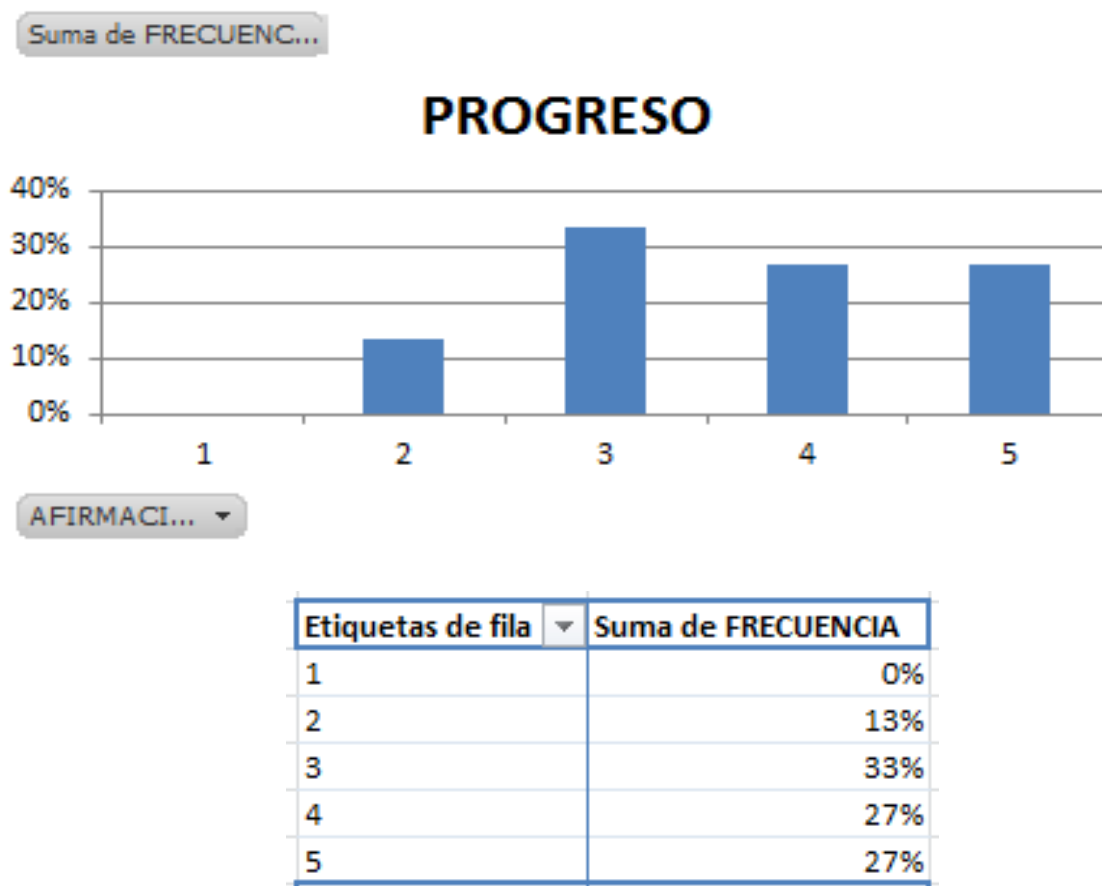 Suma de FRECUENC...
PROGRESO
40%
30%
20%
10%
0%
1 2 3 4 5
AFIRMACI...
Etiquetas de fila Suma de FRECUENCIA
1 0%
2 13%
3 33%
4 27%
5 27%